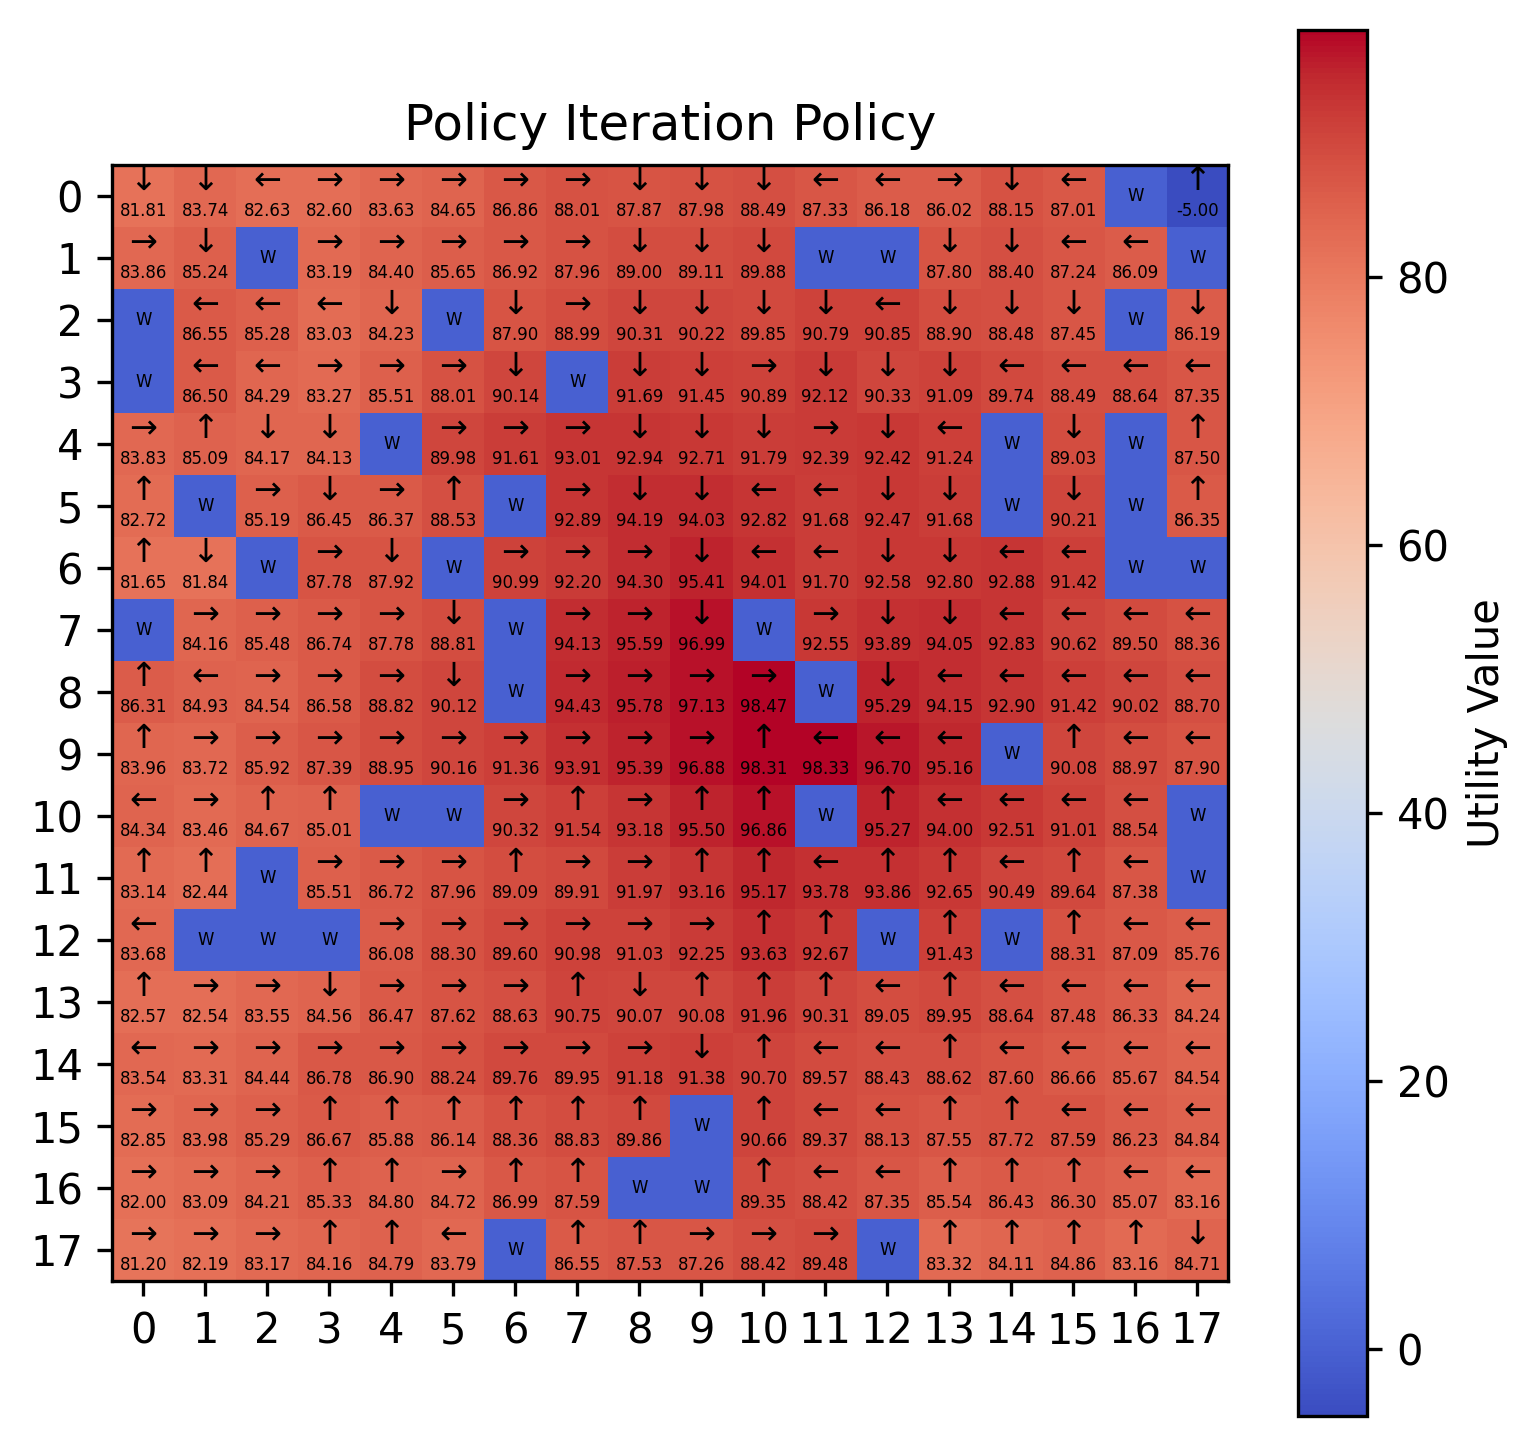 Policy Iteration Policy
0 ↓ ↓ ← → → → → → ↓ ↓ ↓ ← ← → ↓ ← W ↑
81.81 83.74 82.63 82.60 83.63 84.65 86.86 88.01 87.87 87.98 88.49 87.33 86.18 86.02 88.15 87.01 -5.00
1 → ↓ W → → → → → ↓ ↓ ↓ W W ↓ ↓ ← ← W
83.86 85.24 83.19 84.40 85.65 86.92 87.96 89.00 89.11 89.88 87.80 88.40 87.24 86.09
2 W ← ← ← ↓ W ↓ → ↓ ↓ ↓ ↓ ← ↓ ↓ ↓ W ↓
86.55 85.28 83.03 84.23 87.90 88.99 90.31 90.22 89.85 90.79 90.85 88.90 88.48 87.45 86.19
3 W ← ← → → → ↓ W ↓ ↓ → ↓ ↓ ↓ ← ← ← ←
86.50 84.29 83.27 85.51 88.01 90.14 91.69 91.45 90.89 92.12 90.33 91.09 89.74 88.49 88.64 87.35
4 → ↑ ↓ ↓ W → → → ↓ ↓ ↓ → ↓ ← W ↓ W ↑
83.83 85.09 84.17 84.13 89.98 91.61 93.01 92.94 92.71 91.79 92.39 92.42 91.24 89.03 87.50
5 ↑ W → ↓ → ↑ W → ↓ ↓ ← ← ↓ ↓ W ↓ W ↑
82.72 85.19 86.45 86.37 88.53 92.89 94.19 94.03 92.82 91.68 92.47 91.68 90.21 86.35
6 ↑ ↓ W → ↓ W → → → ↓ ← ← ↓ ↓ ← ← W W
81.65 81.84 87.78 87.92 90.99 92.20 94.30 95.41 94.01 91.70 92.58 92.80 92.88 91.42
7 W → → → → ↓ W → → ↓ W → ↓ ↓ ← ← ← ←
84.16 85.48 86.74 87.78 88.81 94.13 95.59 96.99 92.55 93.89 94.05 92.83 90.62 89.50 88.36
8 ↑ ← → → → ↓ W → → → → W ↓ ← ← ← ← ←
86.31 84.93 84.54 86.58 88.82 90.12 94.43 95.78 97.13 98.47 95.29 94.15 92.90 91.42 90.02 88.70
9 ↑ → → → → → → → → → ↑ ← ← ← W ↑ ← ←
83.96 83.72 85.92 87.39 88.95 90.16 91.36 93.91 95.39 96.88 98.31 98.33 96.70 95.16 90.08 88.97 87.90
10 ← → ↑ ↑ W W → ↑ → ↑ ↑ W ↑ ← ← ← ← W
84.34 83.46 84.67 85.01 90.32 91.54 93.18 95.50 96.86 95.27 94.00 92.51 91.01 88.54
11 ↑ ↑ W → → → ↑ → → ↑ ↑ ← ↑ ↑ ← ↑ ← W
83.14 82.44 85.51 86.72 87.96 89.09 89.91 91.97 93.16 95.17 93.78 93.86 92.65 90.49 89.64 87.38
12 ← W W W → → → → → → ↑ ↑ W ↑ W ↑ ← ←
83.68 86.08 88.30 89.60 90.98 91.03 92.25 93.63 92.67 91.43 88.31 87.09 85.76
13 ↑ → → ↓ → → → ↑ ↓ ↑ ↑ ↑ ← ↑ ← ← ← ←
82.57 82.54 83.55 84.56 86.47 87.62 88.63 90.75 90.07 90.08 91.96 90.31 89.05 89.95 88.64 87.48 86.33 84.24
14 ← → → → → → → → → ↓ ↑ ← ← ↑ ← ← ← ←
83.54 83.31 84.44 86.78 86.90 88.24 89.76 89.95 91.18 91.38 90.70 89.57 88.43 88.62 87.60 86.66 85.67 84.54
15 → → → ↑ ↑ ↑ ↑ ↑ ↑ W ↑ ← ← ↑ ↑ ← ← ←
82.85 83.98 85.29 86.67 85.88 86.14 88.36 88.83 89.86 90.66 89.37 88.13 87.55 87.72 87.59 86.23 84.84
16 → → → ↑ ↑ → ↑ ↑ W W ↑ ← ← ↑ ↑ ↑ ← ←
82.00 83.09 84.21 85.33 84.80 84.72 86.99 87.59 89.35 88.42 87.35 85.54 86.43 86.30 85.07 83.16
17 → → → ↑ ↑ ← W ↑ ↑ → → → W ↑ ↑ ↑ ↑ ↓
81.20 82.19 83.17 84.16 84.79 83.79 86.55 87.53 87.26 88.42 89.48 83.32 84.11 84.86 83.16 84.71
0 1 2 3 4 5 6 7 8 9 10 11 12 13 14 15 16 17
80
60
40
20
0
Utility Value